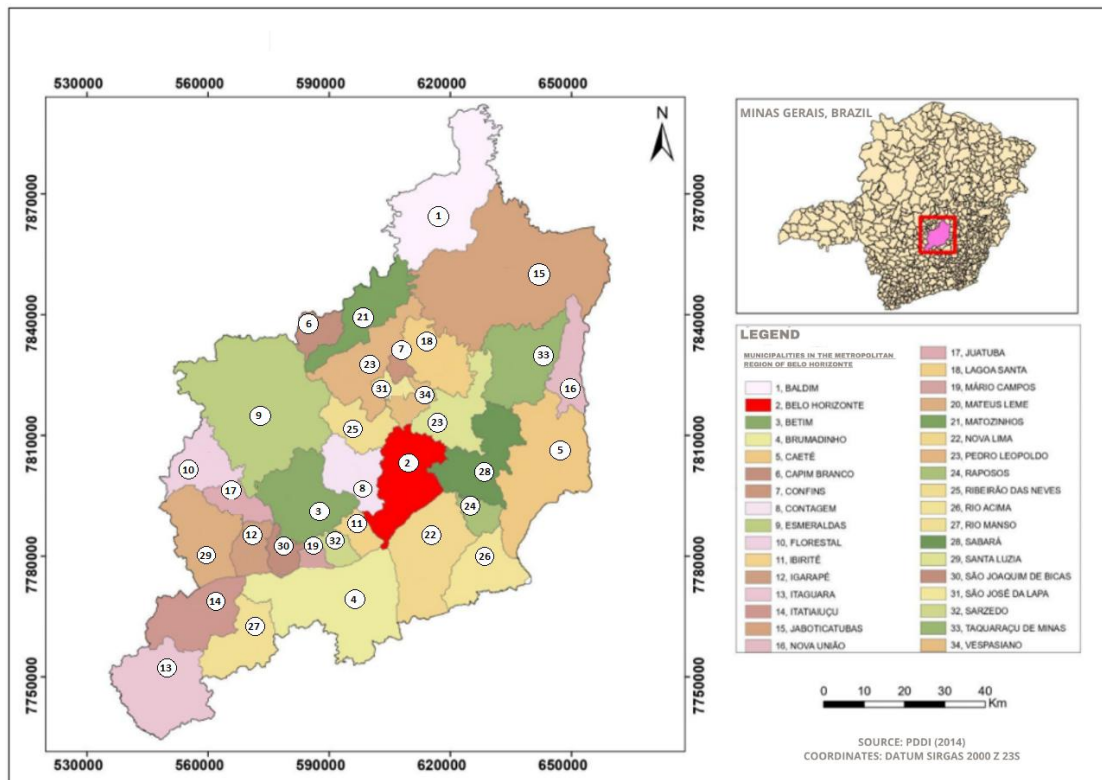 530000 560000 590000 620000 650000
N
7870000
7840000
7810000
7780000
7750000
7870000
7840000
7810000
7780000
7750000
1
15
6
21
18
7
23
33
31
34
16
9
25
23
5
2
10
28
17
8
3
24
11
22
12
32
30
19
29
26
14
4
27
13
530000 560000 590000 620000 650000
MINAS GERAIS, BRAZIL
LEGEND
MUNICIPALITIES IN THE METROPOLITAN
REGION OF BELO HORIZONTE
1, BALDIM
2, BELO HORIZONTE
3, BETIM
4, BRUMADINHO
5, CAETÉ
6, CAPIM BRANCO
7, CONFINS
8, CONTAGEM
9, ESMERALDAS
10, FLORESTAL
11, IBIRITÉ
12, IGARAPÉ
13, ITAGUARA
14, ITATIAIUÇU
15, JABOTICATUBAS
16, NOVA UNIÃO
17, JUATUBA
18, LAGOA SANTA
19, MÁRIO CAMPOS
20, MATEUS LEME
21, MATOZINHOS
22, NOVA LIMA
23, PEDRO LEOPOLDO
24, RAPOSOS
25, RIBEIRÃO DAS NEVES
26, RIO ACIMA
27, RIO MANSO
28, SABARÁ
29, SANTA LUZIA
30, SÃO JOAQUIM DE BICAS
31, SÃO JOSÉ DA LAPA
32, SARZEDO
33, TAQUARAÇU DE MINAS
34, VESPASIANO
0 10 20 30 40
Km
SOURCE: PDDI (2014)
COORDINATES: DATUM SIRGAS 2000 Z 23S